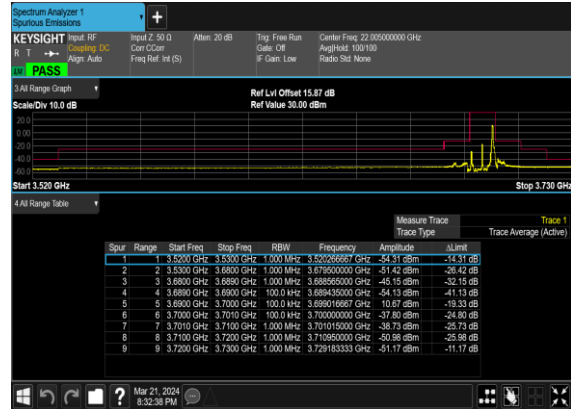 Spectrum Analyzer 1
Spurious Emissions
+
KEYSIGHT Input: RF Input Z: 50 Ω Atten: 20 dB Trig: Free Run Center Freq: 22.005000000 GHz
R T Coupling: DC Corr CCorr Gate: Off Avg|Hold: 100/100
Align: Auto Freq Ref: Int (S) IF Gain: Low Radio Std: None
PASS
3 All Range Graph
Ref Lvl Offset 15.87 dB
Scale/Div 10.0 dB Ref Value 30.00 dBm
20.0
0.00
-20.0
-40.0
-60.0
Start 3.520 GHz Stop 3.730 GHz
4 All Range Table
Measure Trace Trace 1
Trace Type Trace Average (Active)
Spur Range Start Freq Stop Freq RBW Frequency Amplitude ΔLimit
1 1 3.5200 GHz 3.5300 GHz 1.000 MHz 3.520266667 GHz -54.31 dBm -14.31 dB
2 2 3.5300 GHz 3.6800 GHz 1.000 MHz 3.679500000 GHz -51.42 dBm -26.42 dB
3 3 3.6800 GHz 3.6890 GHz 1.000 MHz 3.688565000 GHz -45.15 dBm -32.15 dB
4 4 3.6890 GHz 3.6900 GHz 100.0 kHz 3.689435000 GHz -54.13 dBm -41.13 dB
5 5 3.6900 GHz 3.7000 GHz 100.0 kHz 3.699016667 GHz 10.67 dBm -19.33 dB
6 6 3.7000 GHz 3.7010 GHz 100.0 kHz 3.700000000 GHz -37.80 dBm -24.80 dB
7 7 3.7010 GHz 3.7100 GHz 1.000 MHz 3.701015000 GHz -38.73 dBm -25.73 dB
8 8 3.7100 GHz 3.7200 GHz 1.000 MHz 3.710950000 GHz -50.98 dBm -25.98 dB
9 9 3.7200 GHz 3.7300 GHz 1.000 MHz 3.729183333 GHz -51.17 dBm -11.17 dB
? Mar 21, 2024
8:32:38 PM